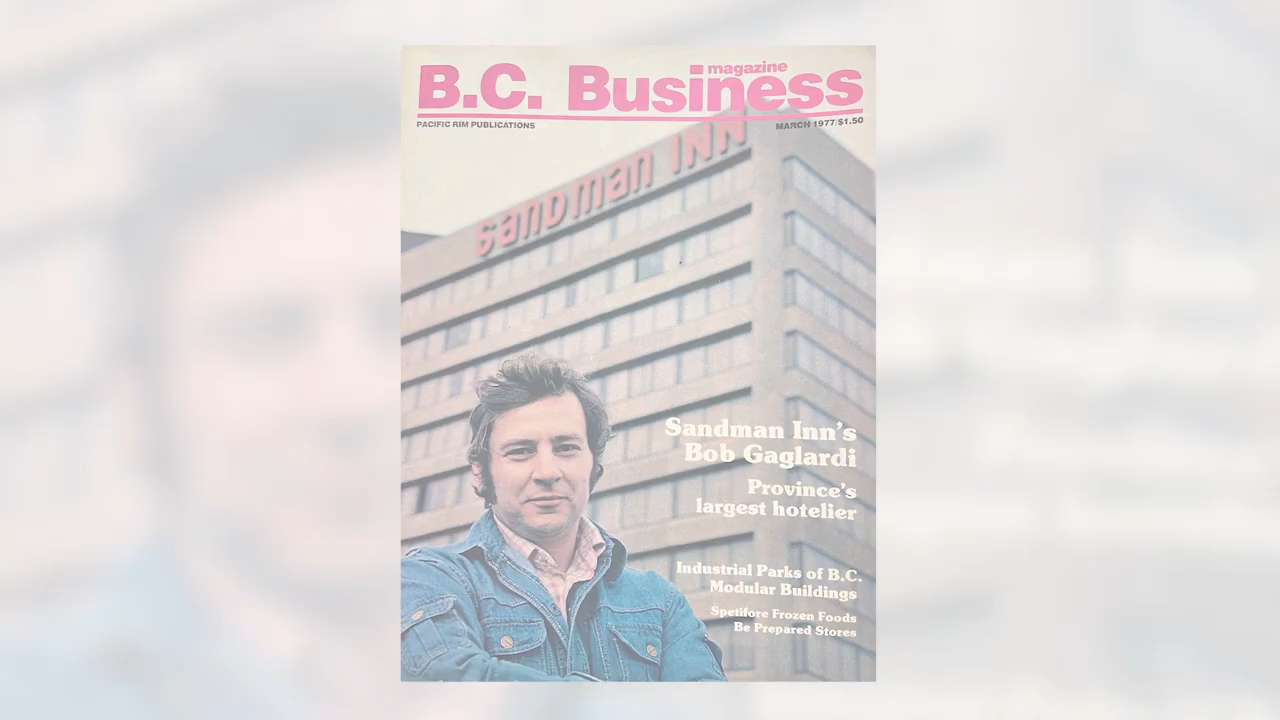 magazine
B.C. Business
PACIFIC RIM PUBLICATIONS
MARCH 1977/$1.50
sandman INN
Sandman Inn's
Bob Gaglardi
Province's
largest hotelier
Industrial Parks of B.C.
Modular Buildings
Spetifore Frozen Foods
Be Prepared Stores